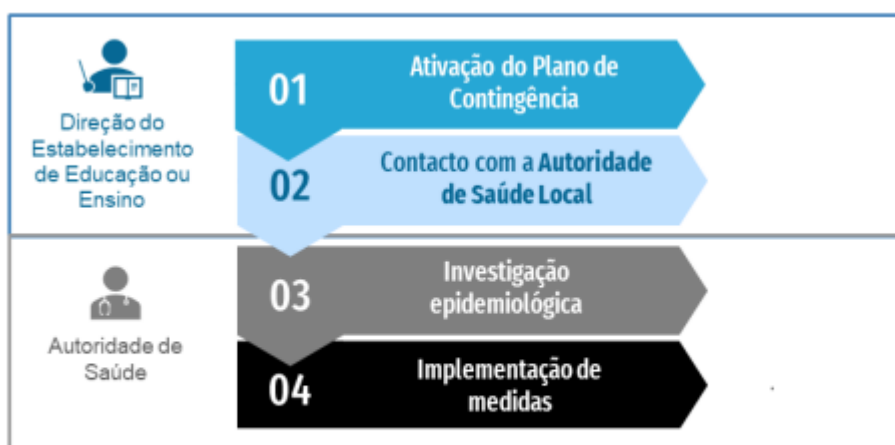 Direção do
Estabelecimento
de Educação ou
Ensino
01
Ativação do Plano de
Contingência
02
Contacto com a Autoridade
de Saúde Local
Autoridade de
Saúde
03
Investigação
epidemiológica
04
Implementação de
medidas